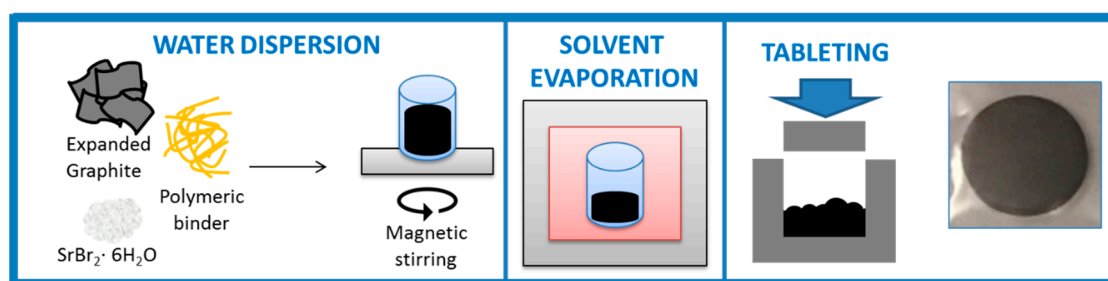 WATER DISPERSION
Expanded
Graphite
Polymeric
binder
SrBr₂· 6H₂O
Magnetic
stirring
SOLVENT
EVAPORATION
TABLETING